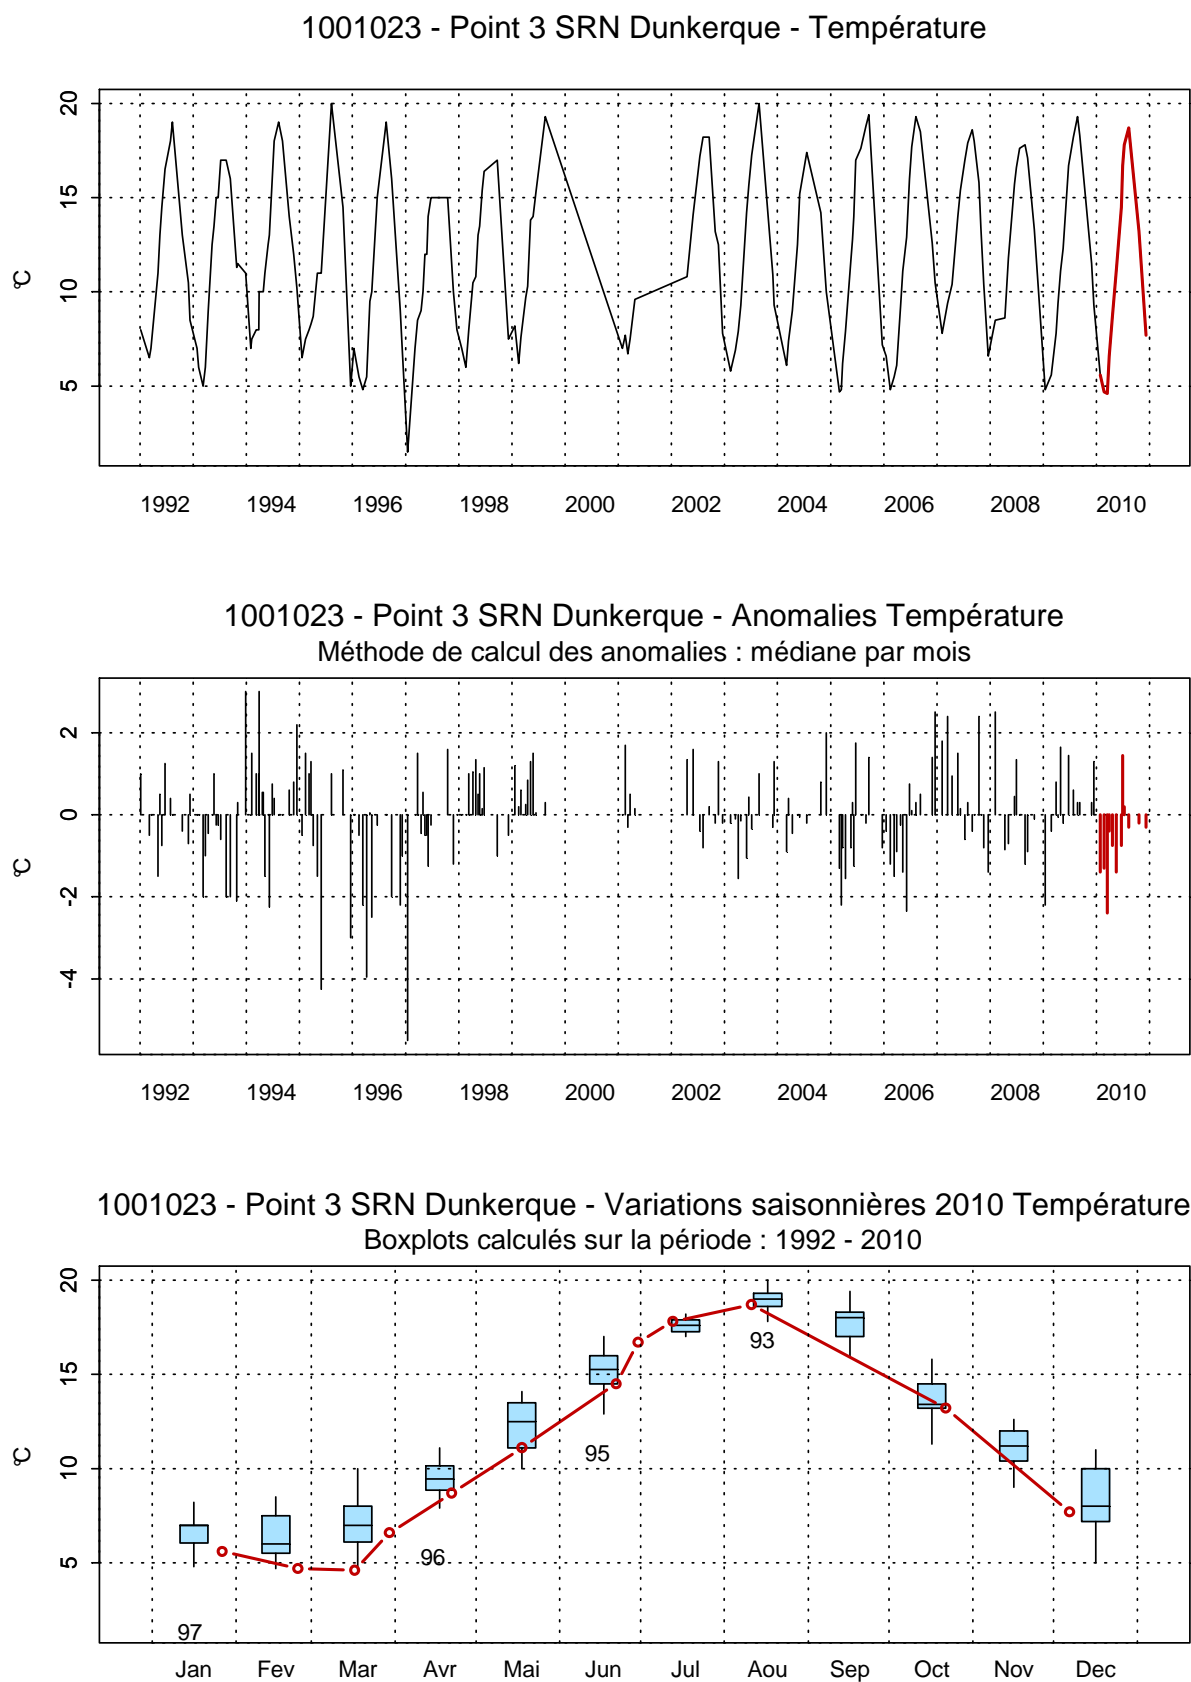 1001023 - Point 3 SRN Dunkerque - Température
20
15
10
5
°C
1992 1994 1996 1998 2000 2002 2004 2006 2008 2010
1001023 - Point 3 SRN Dunkerque - Anomalies Température
Méthode de calcul des anomalies : médiane par mois
2
0
-2
-4
°C
1992 1994 1996 1998 2000 2002 2004 2006 2008 2010
1001023 - Point 3 SRN Dunkerque - Variations saisonnières 2010 Température
Boxplots calculés sur la période : 1992 - 2010
20
93
15
95
10
°C
96
5
97
Jan Fev Mar Avr Mai Jun Jul Aou Sep Oct Nov Dec